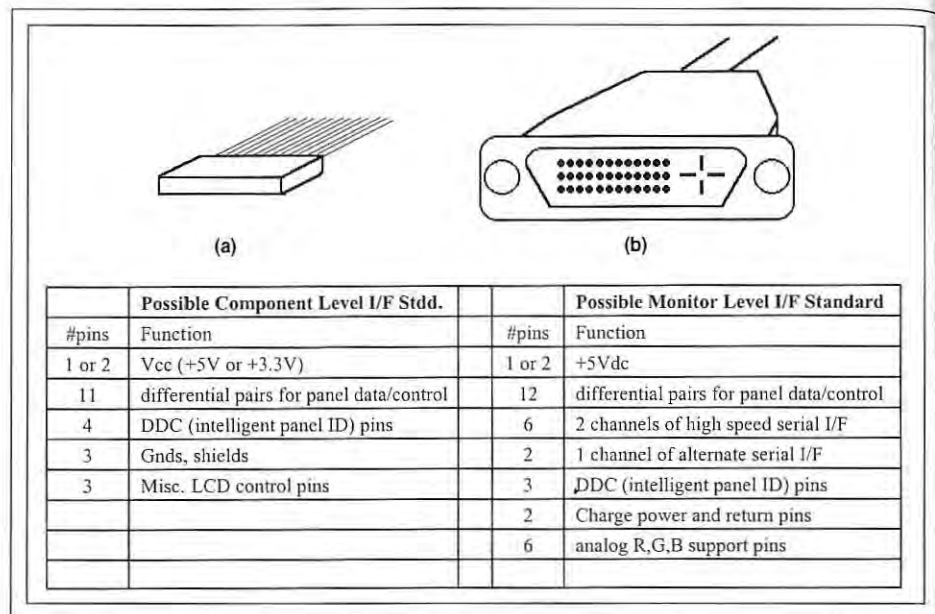 (a)
(b)
Possible Component Level I/F Stdd. Possible Monitor Level I/F Standard
#pins Function #pins Function
1 or 2 Vcc (+5V or +3.3V) 1 or 2 +5Vdc
11 differential pairs for panel data/control 12 differential pairs for panel data/control
4 DDC (intelligent panel ID) pins 6 2 channels of high speed serial I/F
3 Gnds, shields 2 1 channel of alternate serial I/F
3 Misc. LCD control pins 3 DDC (intelligent panel ID) pins
2 Charge power and return pins
6 analog R,G,B support pins